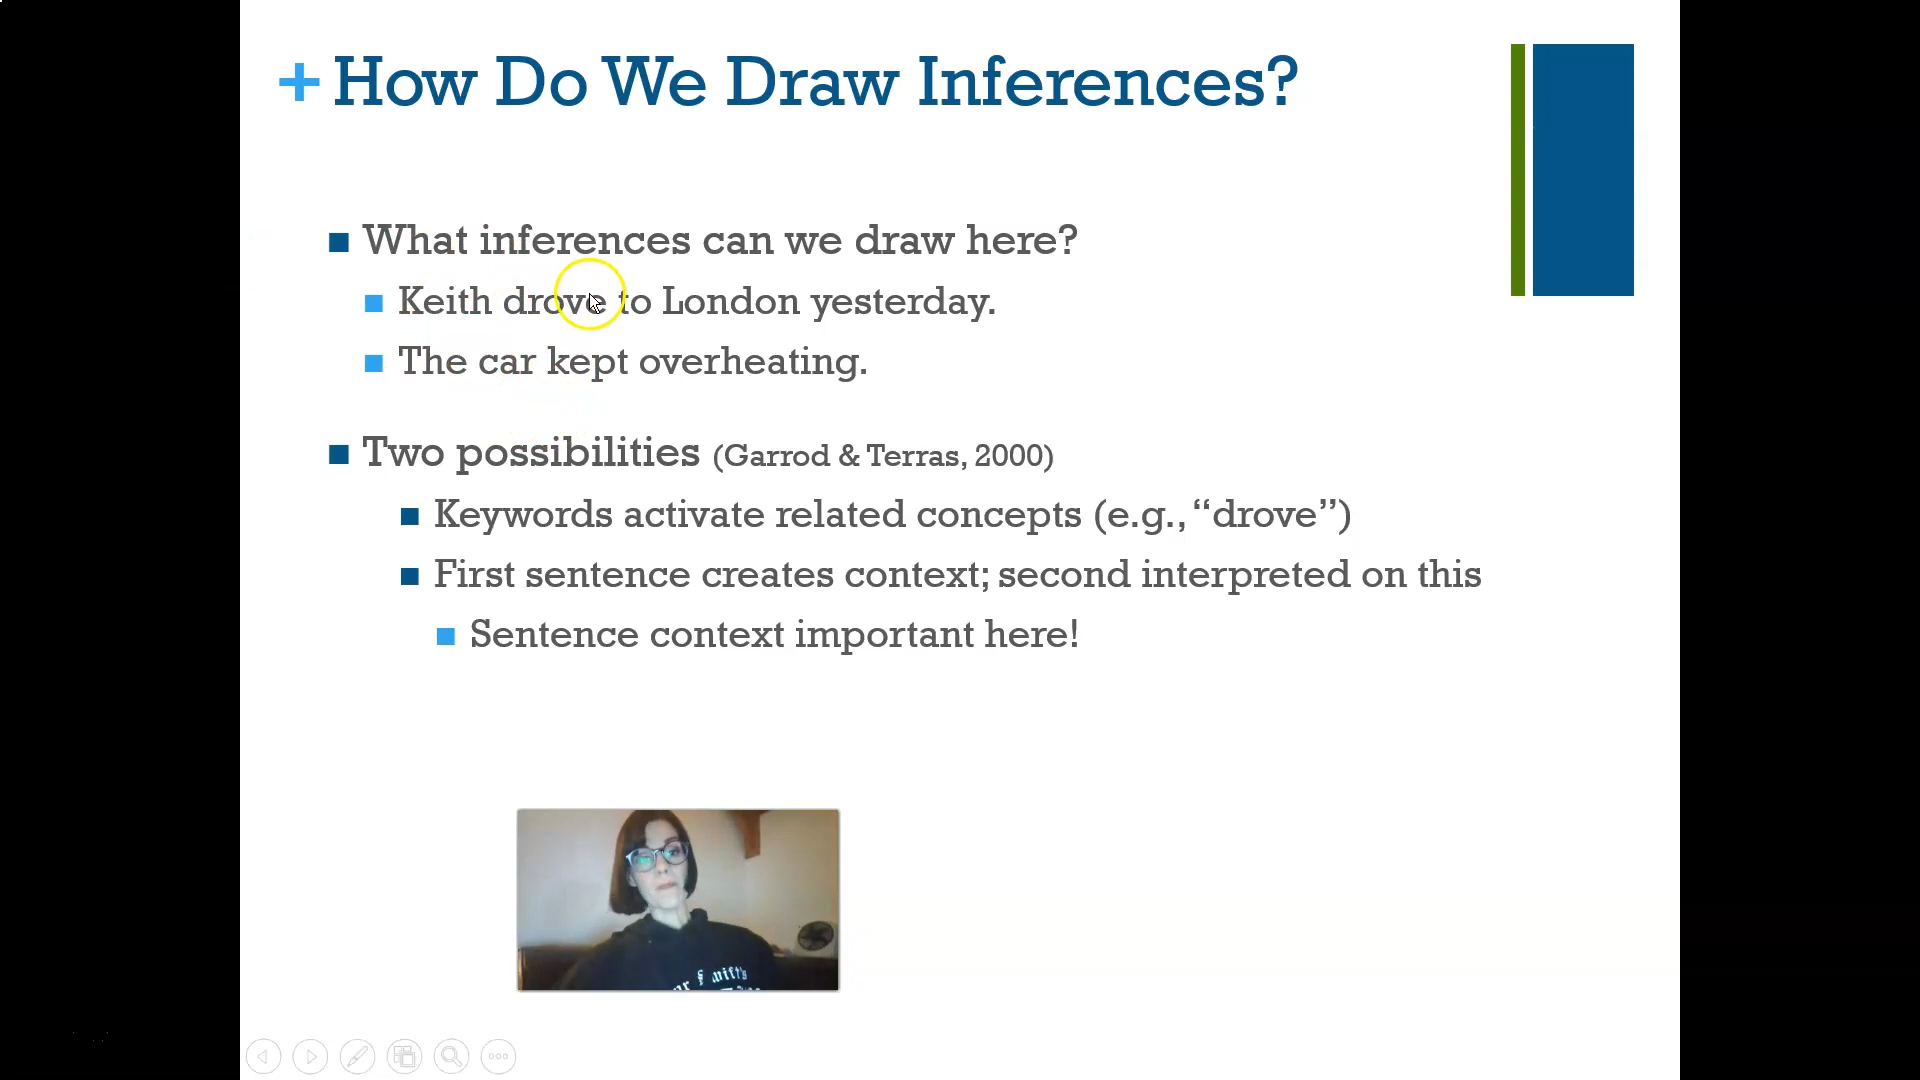 + How Do We Draw Inferences?
What inferences can we draw here?
Keith drove to London yesterday.
The car kept overheating.
Two possibilities (Garrod & Terras, 2000)
Keywords activate related concepts (e.g., “drove”)
First sentence creates context; second interpreted on this
Sentence context important here!